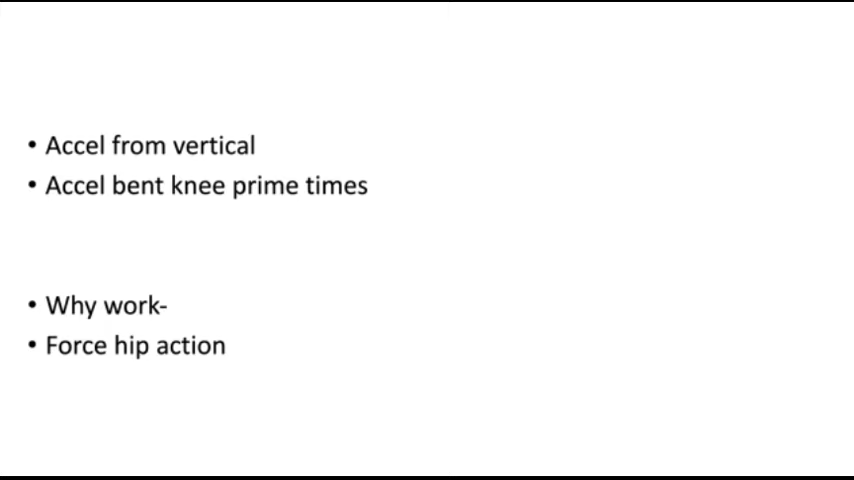 • Accel from vertical
• Accel bent knee prime times
• Why work-
• Force hip action